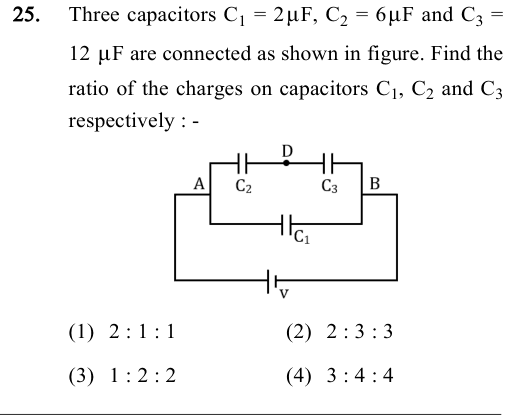 25. Three capacitors C₁ = 2μF, C₂ = 6μF and C₃ =
12 μF are connected as shown in figure. Find the
ratio of the charges on capacitors C₁, C₂ and C₃
respectively : -
D
A C₂ C₃ B
C₁
v
(1) 2 : 1 : 1 (2) 2 : 3 : 3
(3) 1 : 2 : 2 (4) 3 : 4 : 4